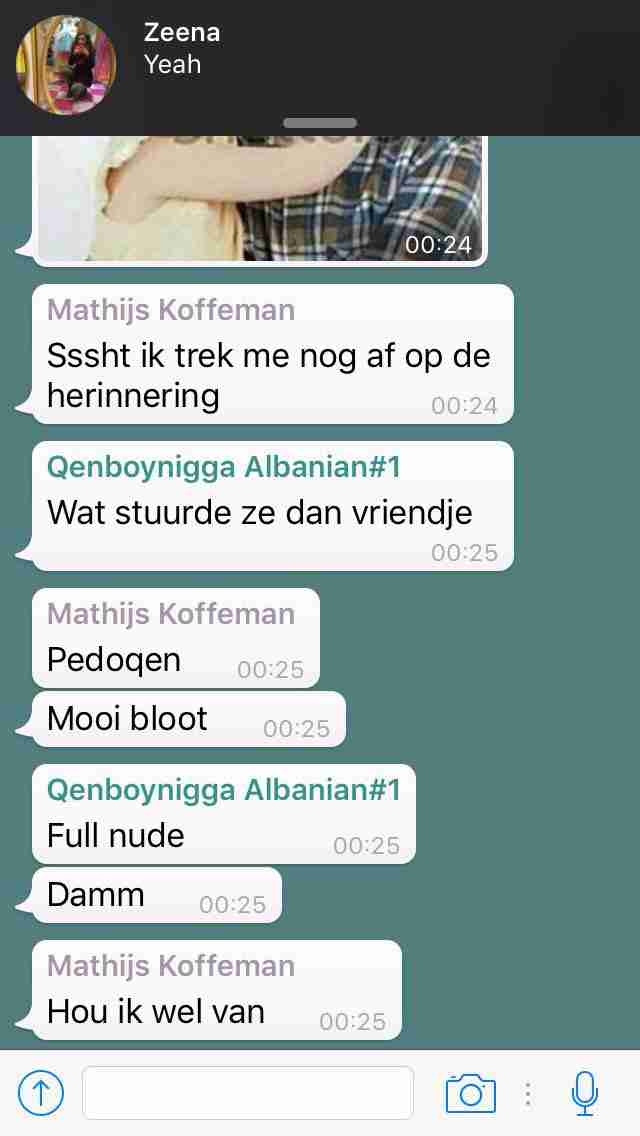 Zeena
Yeah
00:24
Mathijs Koffeman
Sssht ik trek me nog af op de
herinnering
00:24
Qenboynigga Albanian#1
Wat stuurde ze dan vriendje
00:25
Mathijs Koffeman
Pedoqen 00:25
Mooi bloot 00:25
Qenboynigga Albanian#1
Full nude 00:25
Damm 00:25
Mathijs Koffeman
Hou ik wel van 00:25